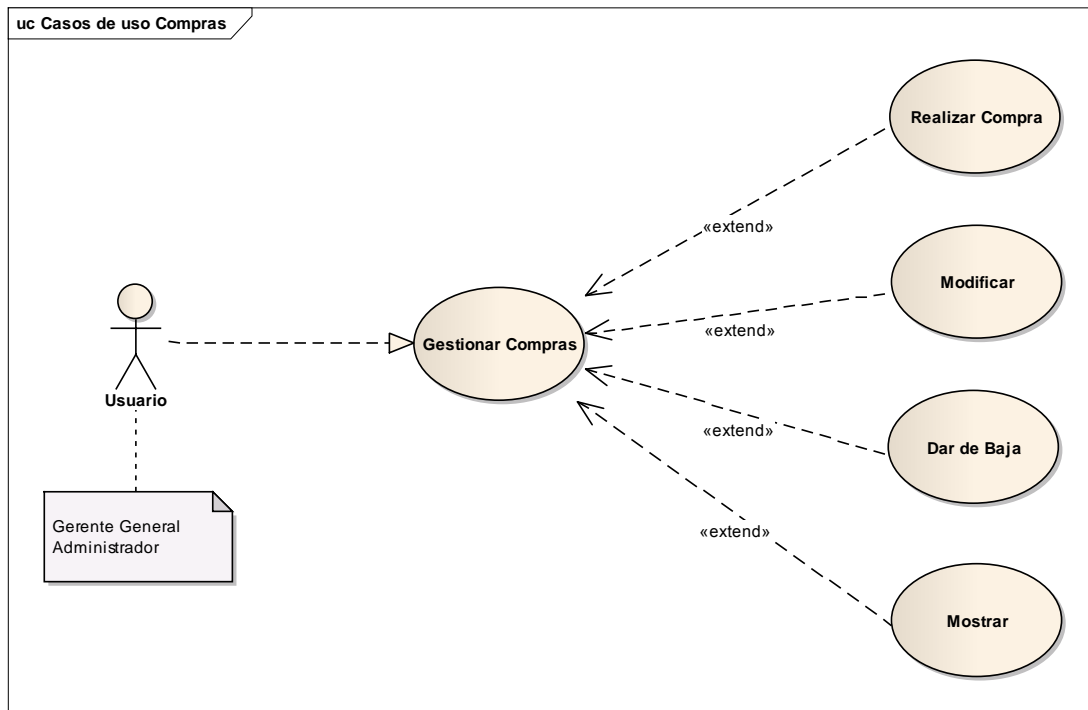 uc Casos de uso Compras
Realizar Compra
«extend»
Modificar
«extend»
Gestionar Compras
Usuario
«extend»
Dar de Baja
Gerente General
Administrador
«extend»
Mostrar